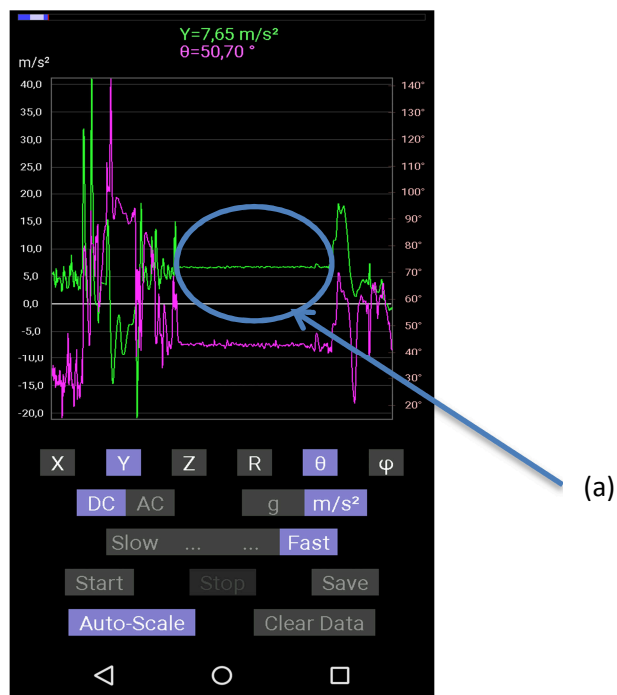 Y=7,65 m/s²
θ=50,70 °
m/s²
40,0 140°
35,0 130°
30,0 120°
25,0 110°
20,0 100°
15,0 90°
10,0 80°
5,0 70°
0,0 60°
-5,0 50°
-10,0 40°
-15,0 30°
-20,0 20°
(a)
X Y Z R θ φ
DC AC g m/s²
Slow ... ... Fast
Start Stop Save
Auto-Scale Clear Data